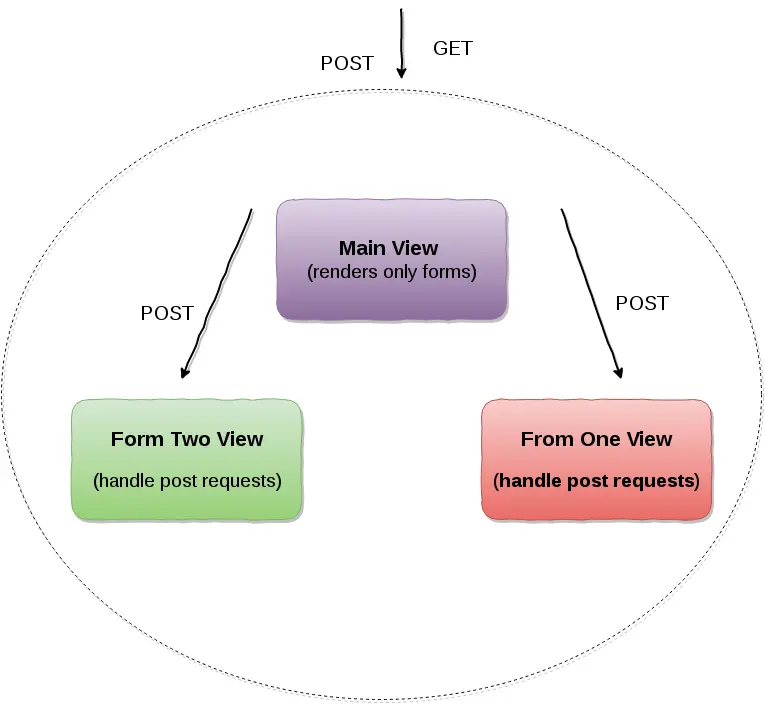 GET
POST
Main View
(renders only forms)
POST
POST
Form Two View
(handle post requests)
From One View
(handle post requests)